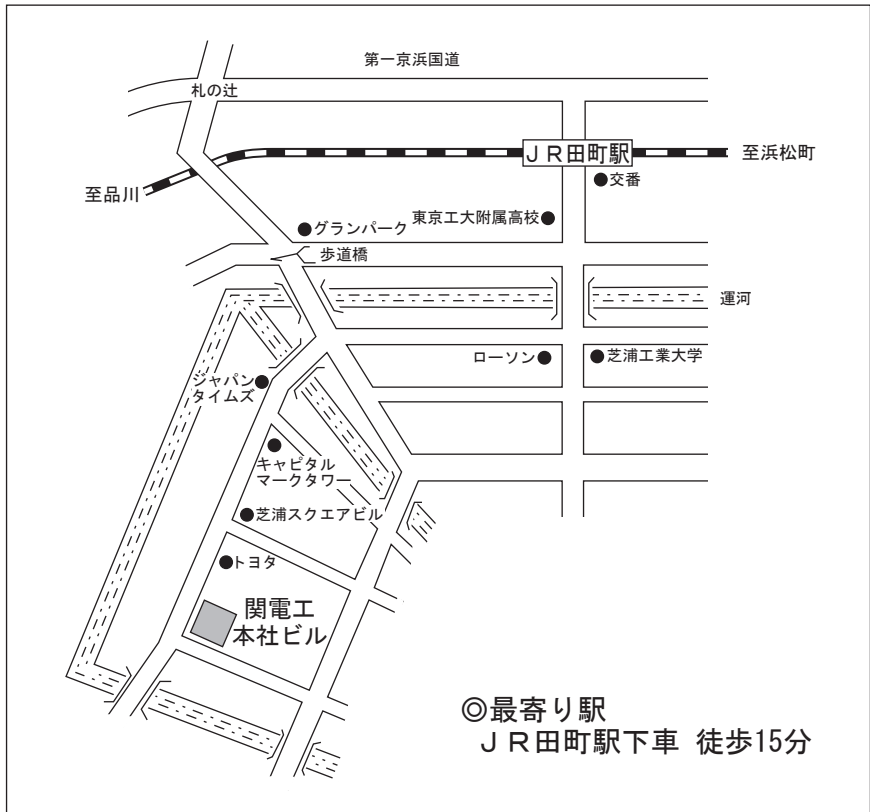 第一京浜国道
札の辻
ＪＲ田町駅
至浜松町
至品川
交番
東京工大附属高校
グランパーク
歩道橋
運河
ローソン
芝浦工業大学
ジャパン
タイムズ
キャピタル
マークタワー
芝浦スクエアビル
トヨタ
関電工
本社ビル
◎最寄り駅
ＪＲ田町駅下車 徒歩15分